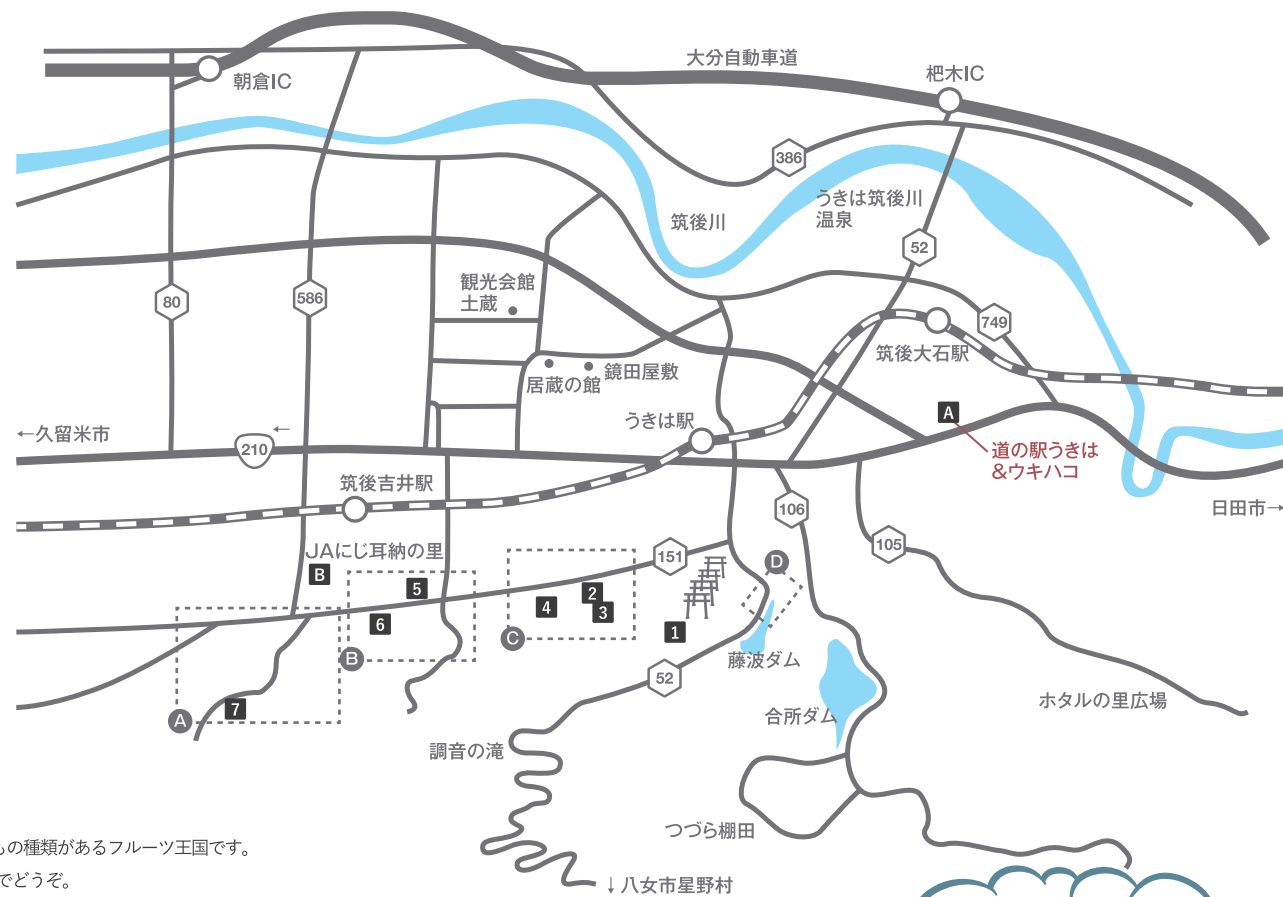 大分自動車道
朝倉IC
杷木IC
386
うきは筑後川
温泉
筑後川
52
80
586
観光会館
土蔵
749
筑後大石駅
居蔵の館
鏡田屋敷
A
うきは駅
←久留米市
210
←
道の駅うきは
&ウキハコ
筑後吉井駅
日田市→
106
105
JAにじ耳納の里
151
D
B
5
2
4
3
6
1
C
B
藤波ダム
52
7
A
合所ダム
ホタルの里広場
調音の滝
つづら棚田
の種類があるフルーツ王国です。
でどうぞ。
↓八女市星野村